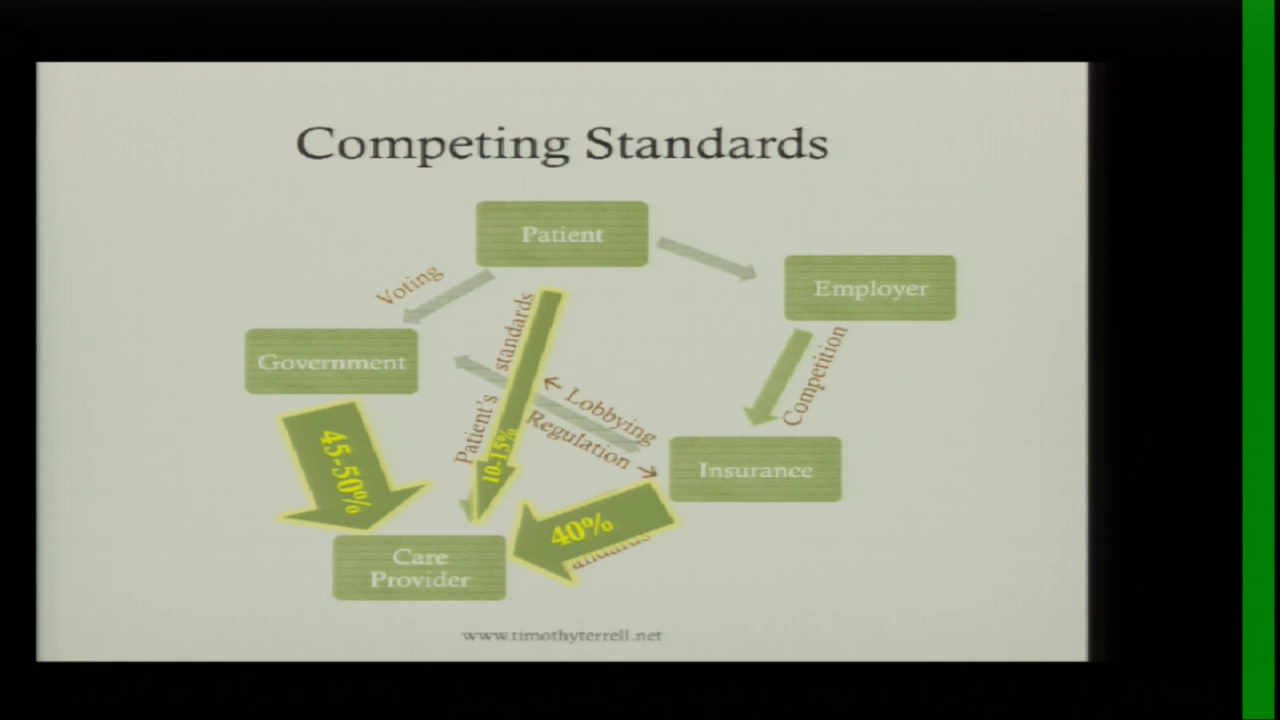 Competing Standards
Patient
Employer
Voting
Government
Patient's standards
10-15%
← Lobbying
Regulation →
Competition
Insurance
45-50%
40%
Care
Provider
www.timothyterrell.net